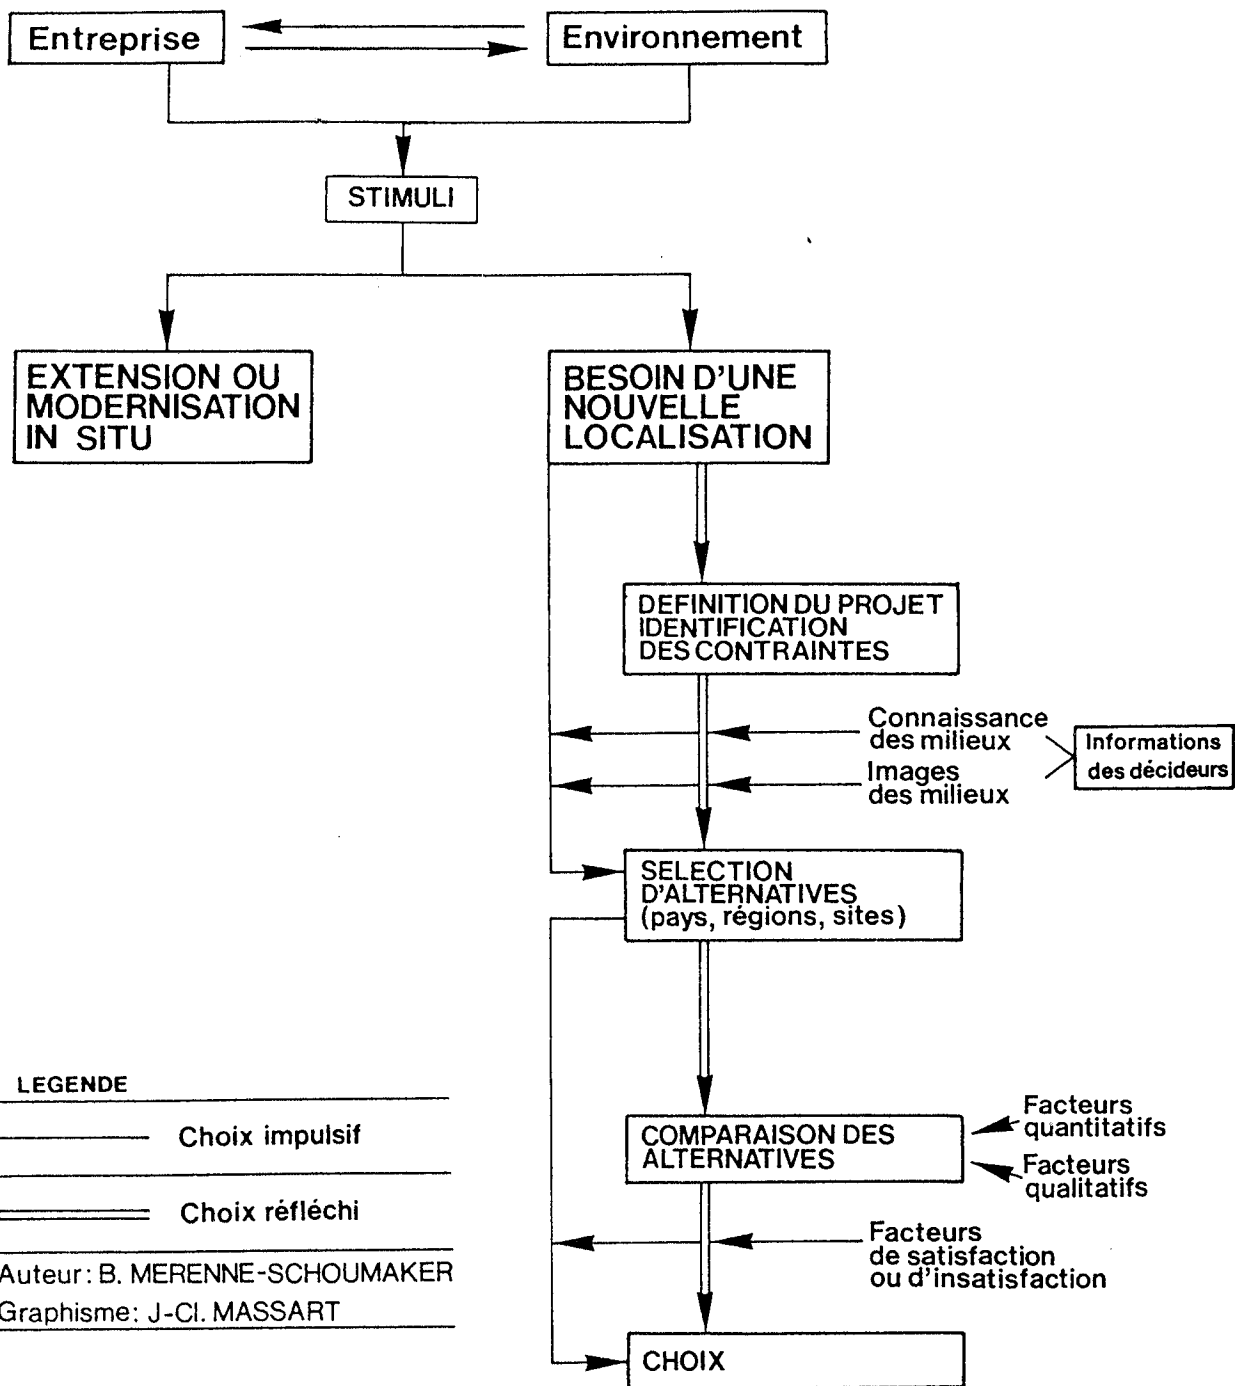 Entreprise
Environnement
STIMULI
EXTENSION OU
MODERNISATION
IN SITU
BESOIN D'UNE
NOUVELLE
LOCALISATION
DEFINITION DU PROJET
IDENTIFICATION
DES CONTRAINTES
Connaissance
des milieux
Images
des milieux
Informations
des décideurs
SELECTION
D'ALTERNATIVES
(pays, régions, sites)
COMPARAISON DES
ALTERNATIVES
Facteurs
quantitatifs
Facteurs
qualitatifs
Facteurs
de satisfaction
ou d'insatisfaction
CHOIX
LEGENDE
Choix impulsif
Choix réfléchi
Auteur: B. MERENNE-SCHOUMAKER
Graphisme: J-Cl. MASSART